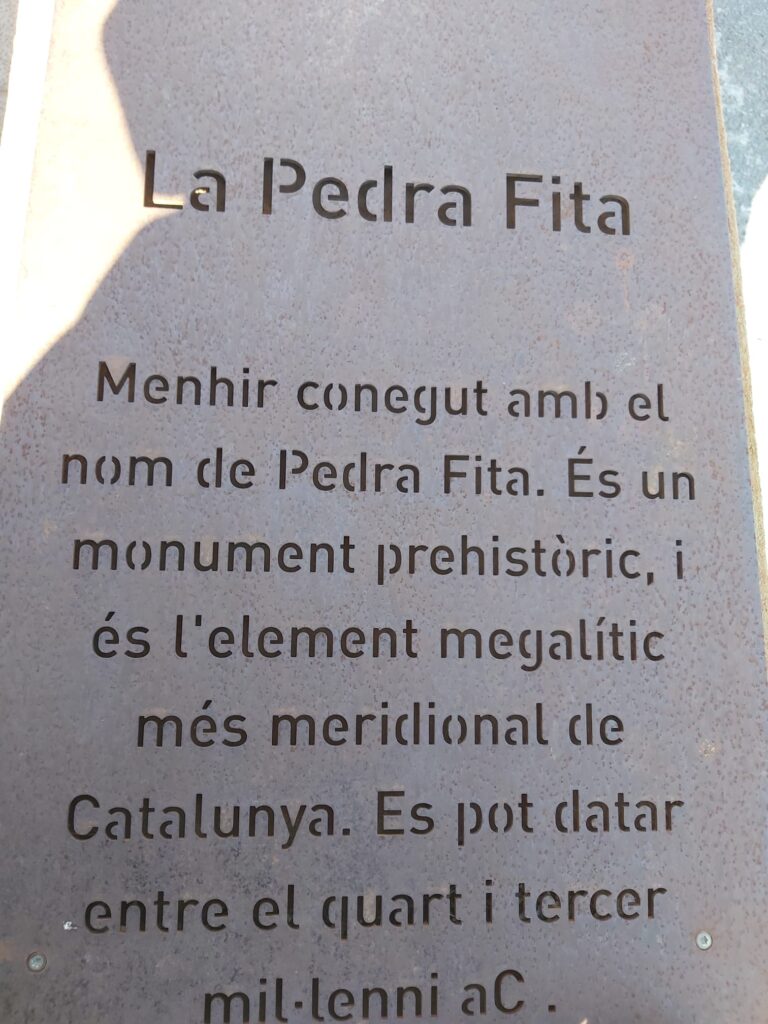 La Pedra Fita
Menhir conegut amb el
nom de Pedra Fita. És un
monument prehistòric, i
és l'element megalític
més meridional de
Catalunya. Es pot datar
entre el quart i tercer
mil·lenni aC .